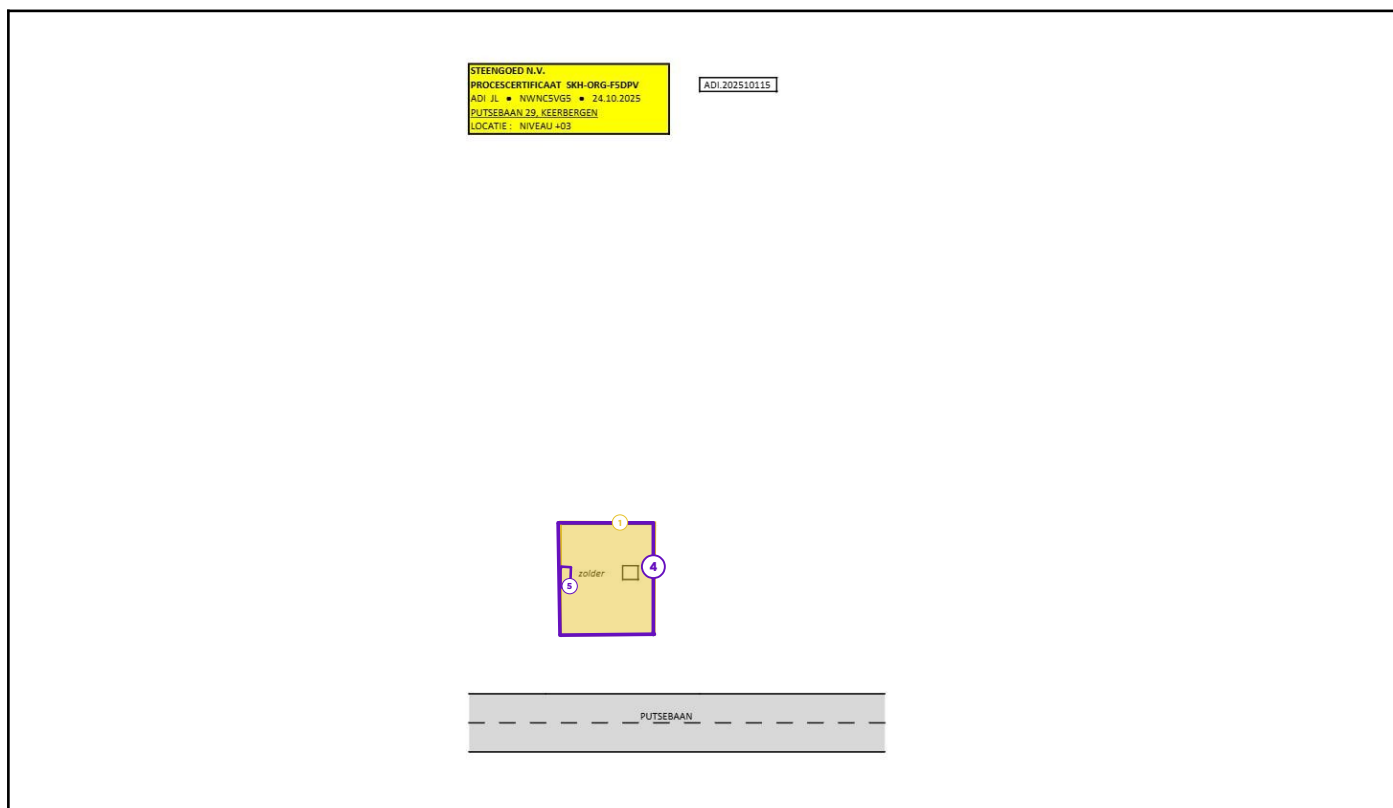 STEENGOED N.V.
PROCESCERTIFICAAT SKH-ORG-F5DPV
ADI JL ● NWNC5VG5 ● 24.10.2025
PUTSEBAAN 29, KEERBERGEN
LOCATIE : NIVEAU +03
ADI.202510115
1
4
zolder
5
PUTSEBAAN